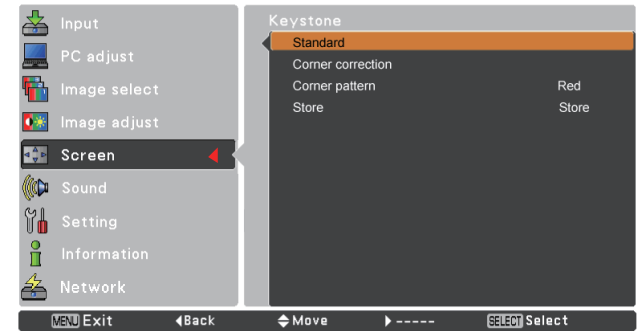 Input
PC adjust
Image select
Image adjust
Screen
Sound
Setting
Information
Network
Keystone
Standard
Corner correction
Corner pattern Red
Store Store
MENU Exit Back Move ----- SELECT Select